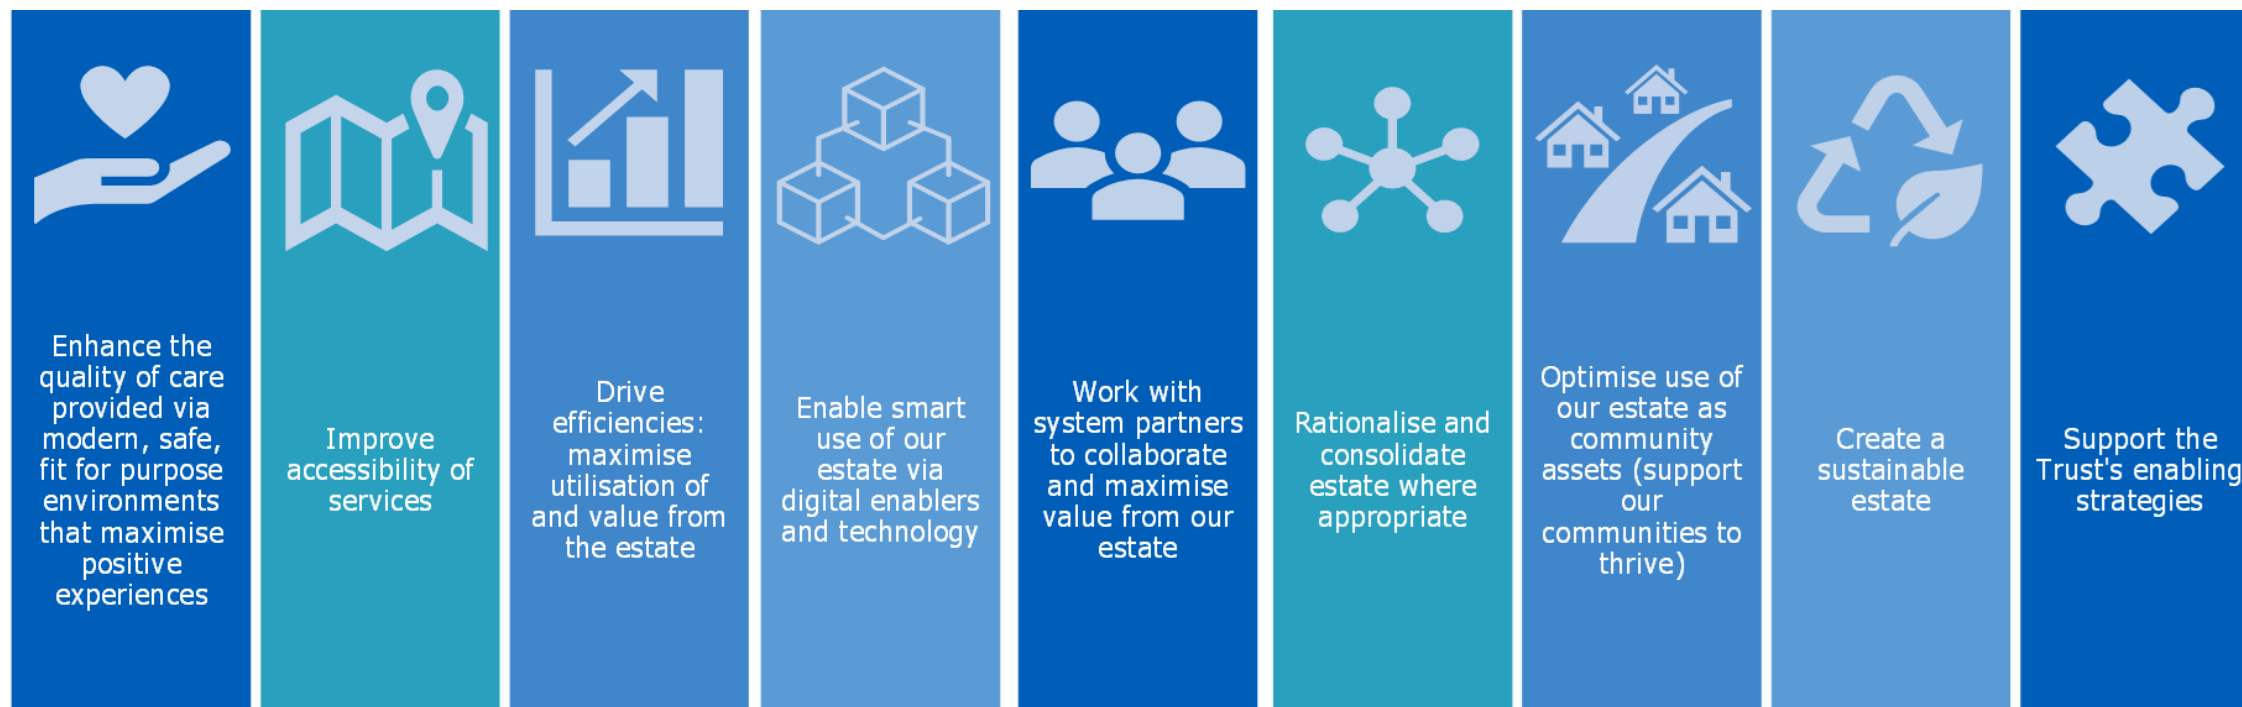 Enhance the
quality of care
provided via
modern, safe,
fit for purpose
environments
that maximise
positive
experiences
Improve
accessibility of
services
Drive
efficiencies:
maximise
utilisation of
and value from
the estate
Enable smart
use of our
estate via
digital enablers
and technology
Work with
system partners
to collaborate
and maximise
value from our
estate
Rationalise and
consolidate
estate where
appropriate
Optimise use of
our estate as
community
assets (support
our
communities to
thrive)
Create a
sustainable
estate
Support the
Trust's enabling
strategies